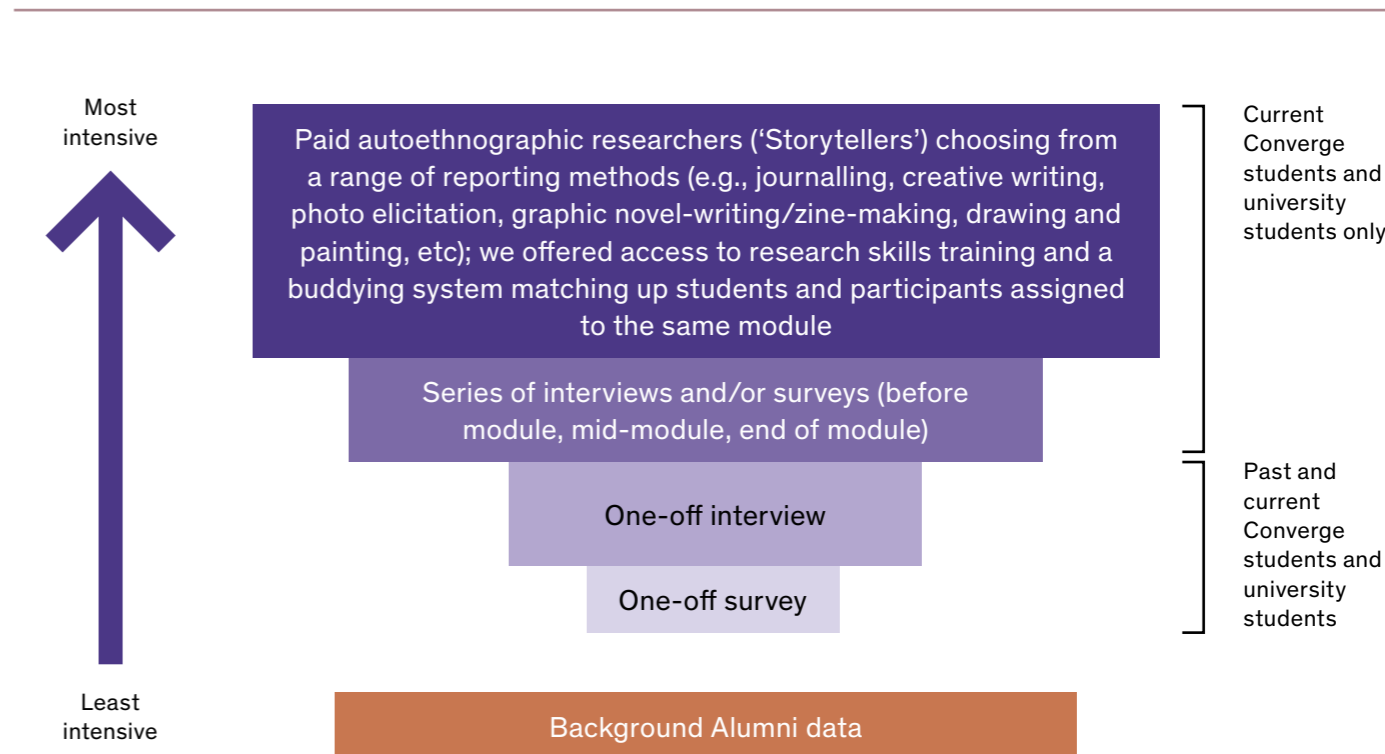 Most
intensive
Paid autoethnographic researchers (‘Storytellers’) choosing from
a range of reporting methods (e.g., journalling, creative writing,
photo elicitation, graphic novel-writing/zine-making, drawing and
painting, etc); we offered access to research skills training and a
buddying system matching up students and participants assigned
to the same module
Current
Converge
students and
university
students only
Series of interviews and/or surveys (before
module, mid-module, end of module)
One-off interview
One-off survey
Past and
current
Converge
students and
university
students
Least
intensive
Background Alumni data